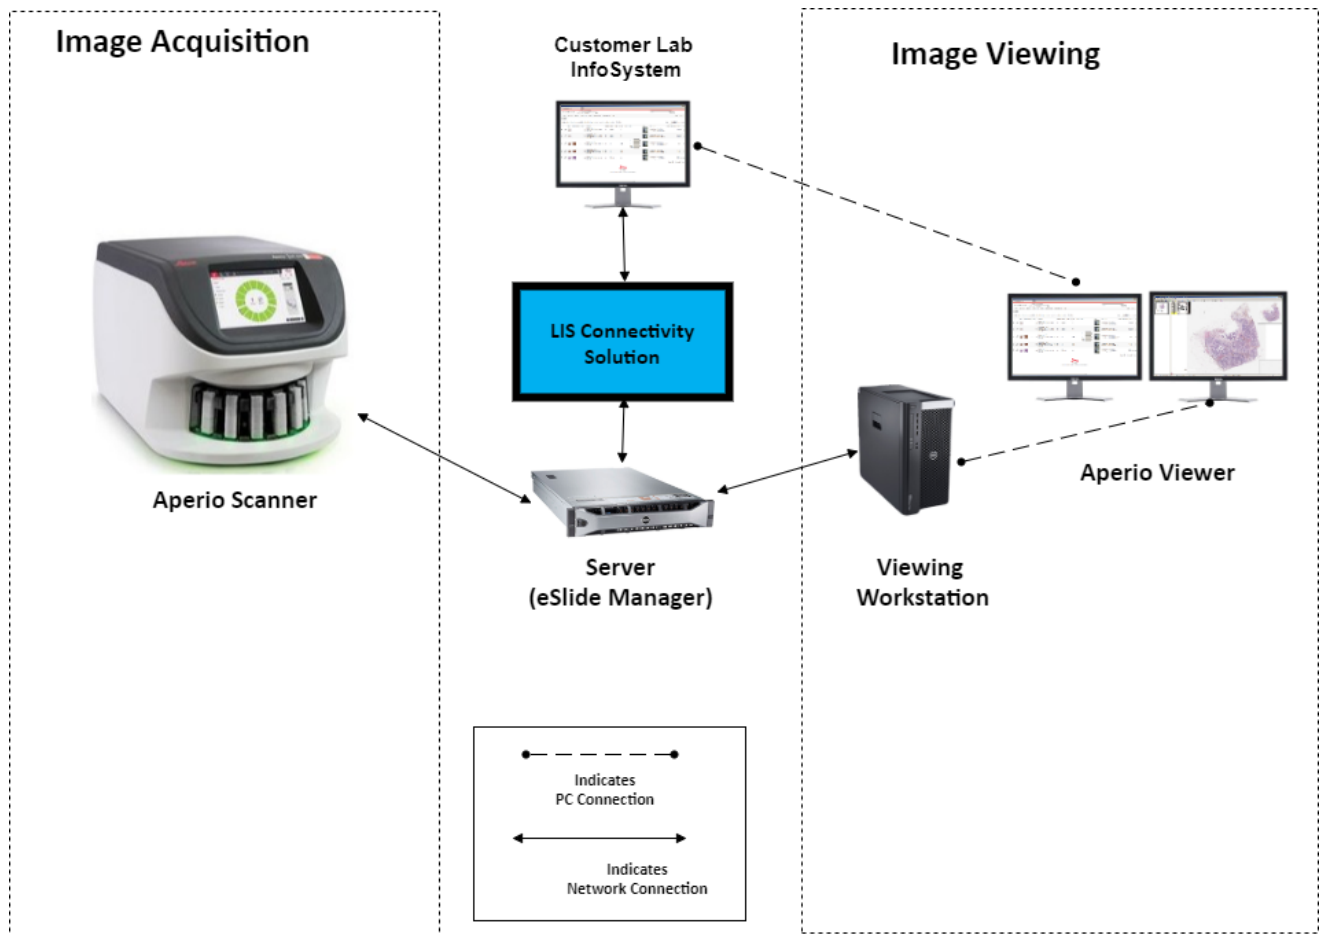 Image Acquisition
Customer Lab
InfoSystem
Image Viewing
LIS Connectivity
Solution
Aperio Scanner
Aperio Viewer
Server
(eSlide Manager)
Viewing
Workstation
Indicates
PC Connection
Indicates
Network Connection